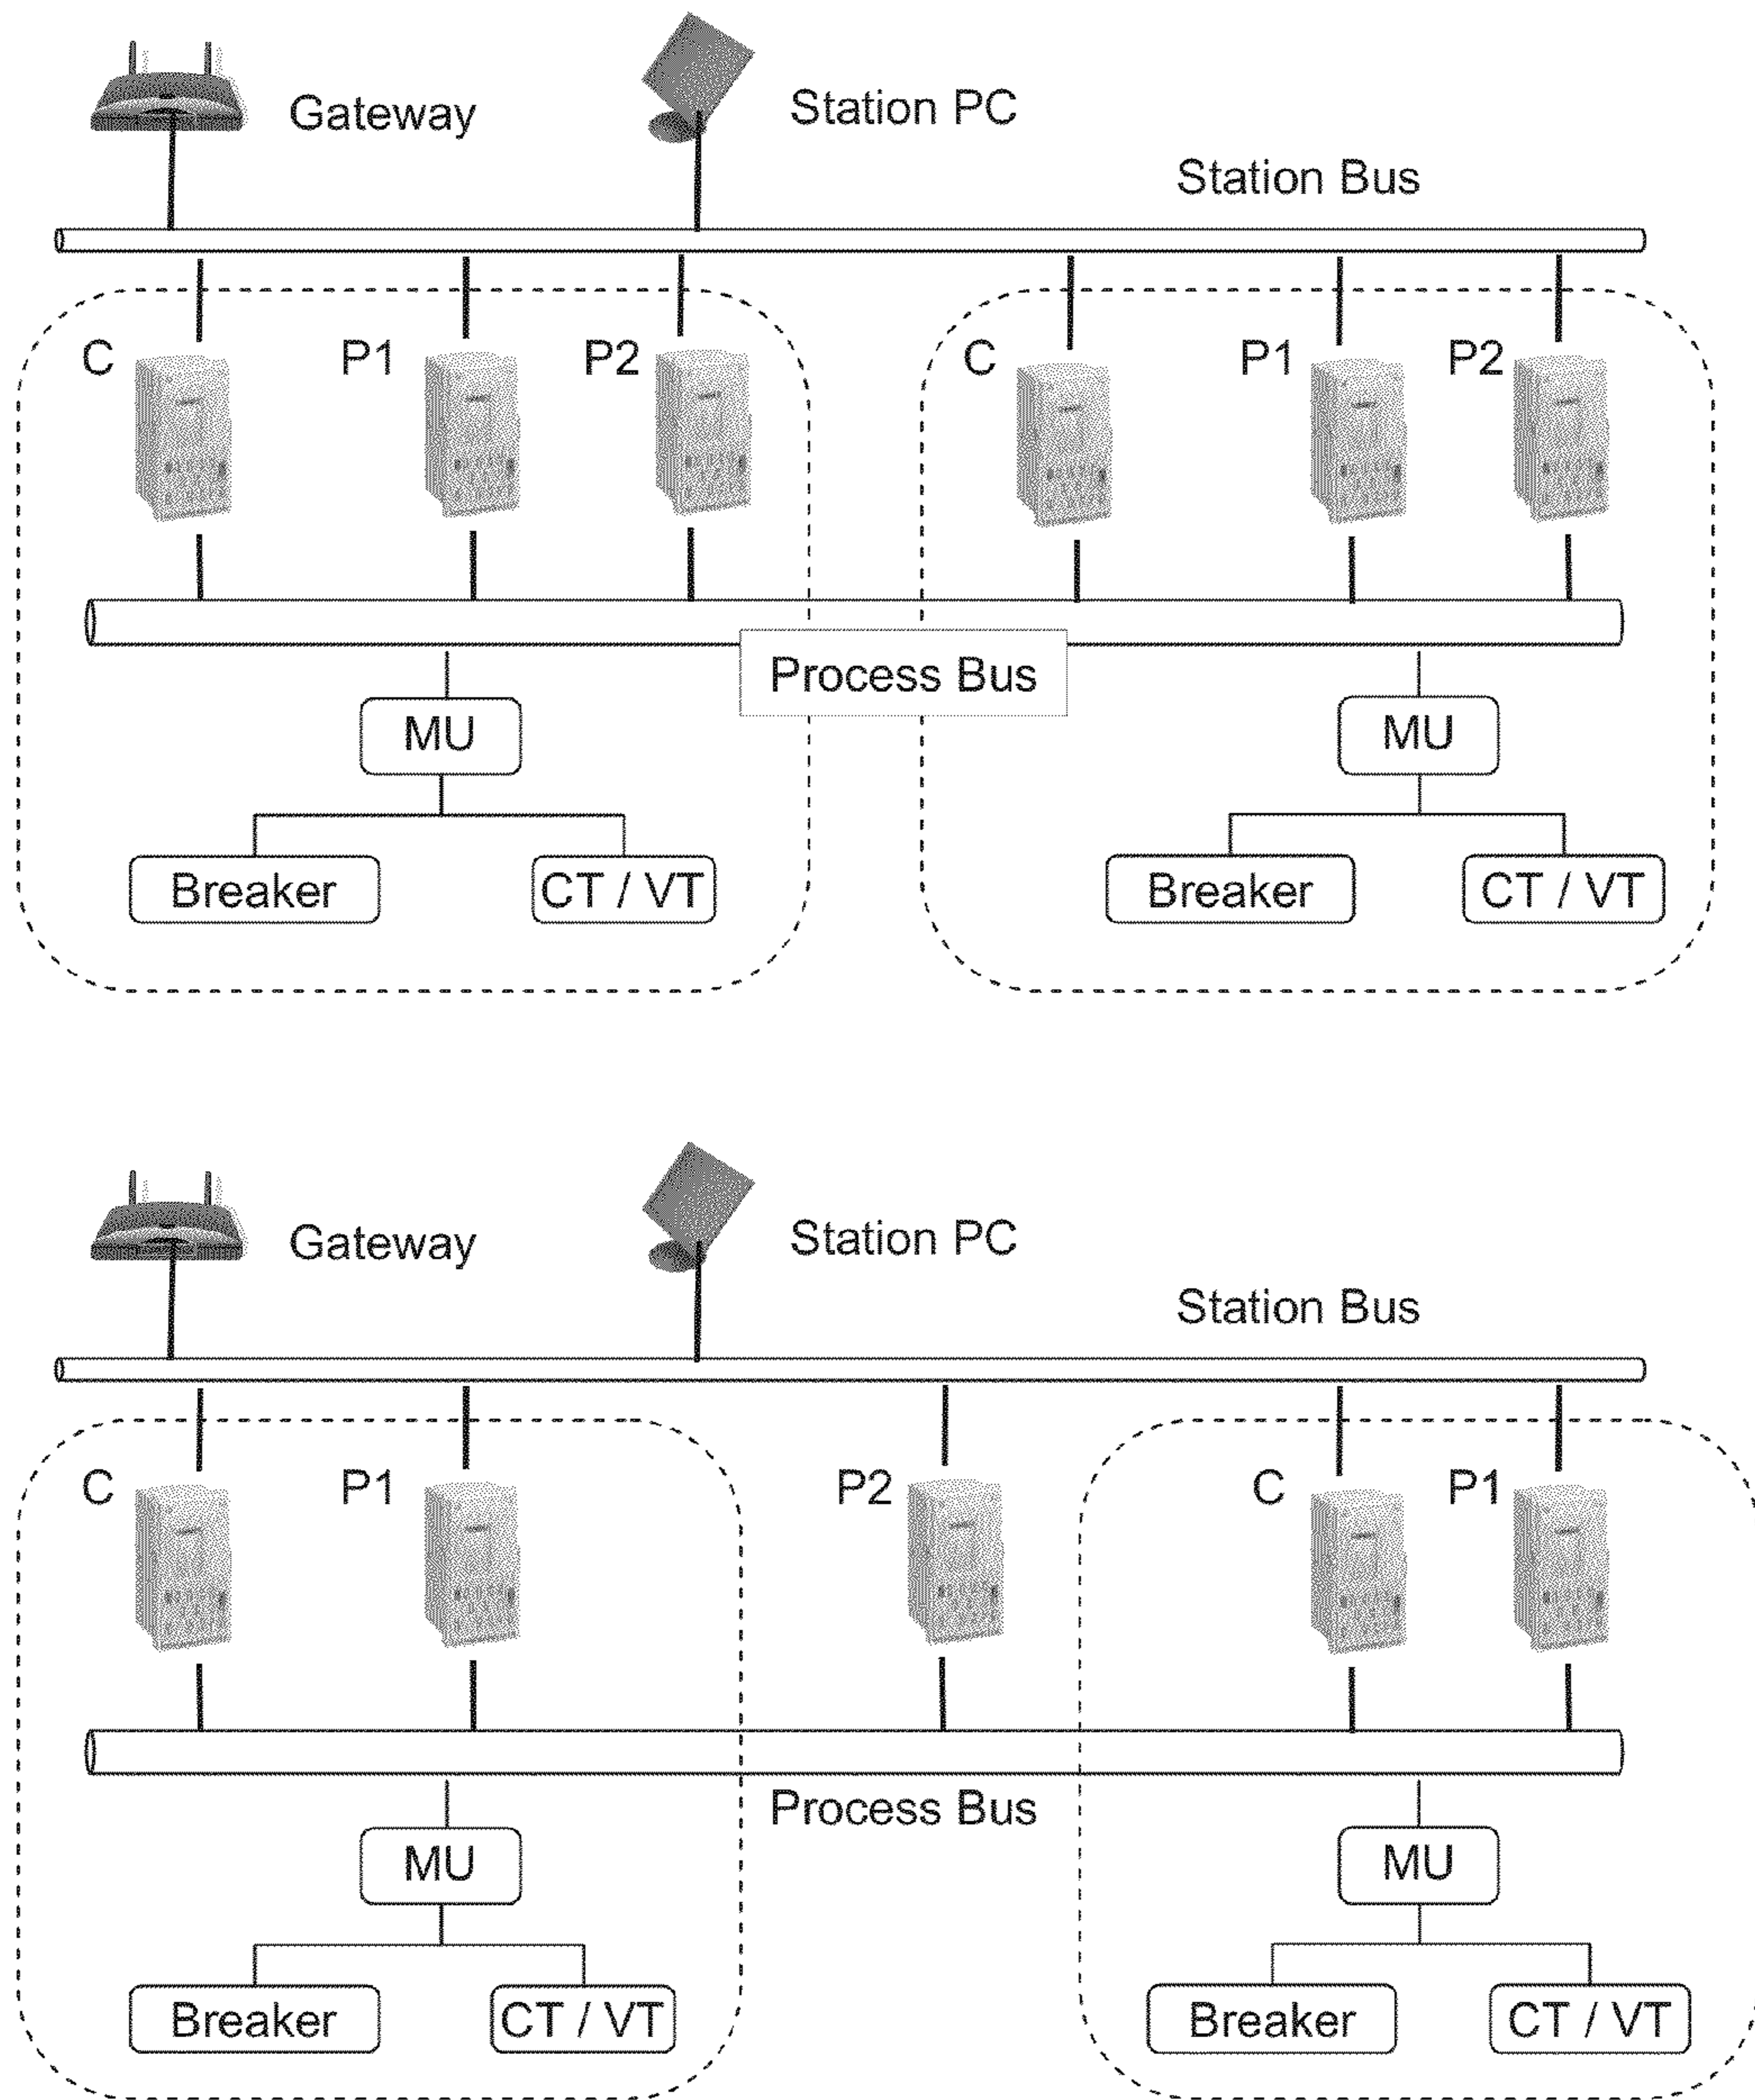 Gateway
Station PC
Station Bus
C P1 P2 C P1 P2
Process Bus
MU MU
Breaker CT / VT Breaker CT / VT
Gateway
Station PC
Station Bus
C P1 P2 C P1
Process Bus
MU MU
Breaker CT / VT Breaker CT / VT